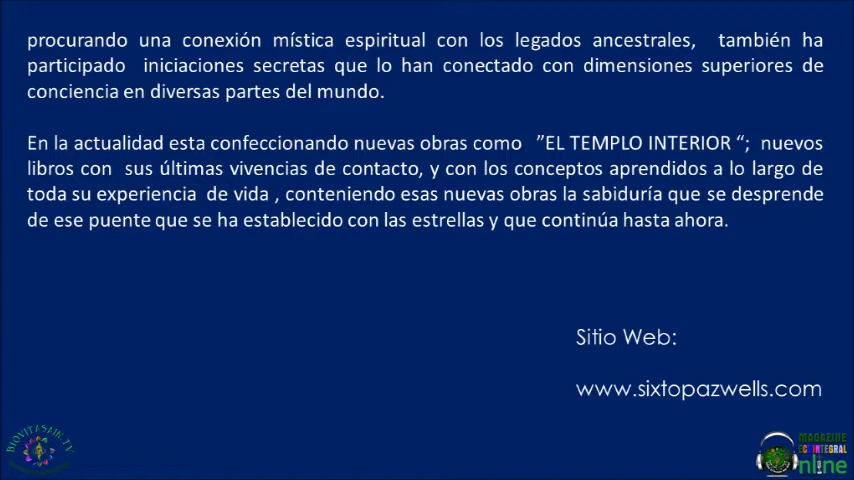 procurando una conexión mística espiritual con los legados ancestrales, también ha
participado iniciaciones secretas que lo han conectado con dimensiones superiores de
conciencia en diversas partes del mundo.
En la actualidad esta confeccionando nuevas obras como ”EL TEMPLO INTERIOR “; nuevos
libros con sus últimas vivencias de contacto, y con los conceptos aprendidos a lo largo de
toda su experiencia de vida , conteniendo esas nuevas obras la sabiduría que se desprende
de ese puente que se ha establecido con las estrellas y que continúa hasta ahora.
Sitio Web:
www.sixtopazwells.com
BIOVITASAIN.TV
MAGAZINE
ECOINTEGRAL
Online